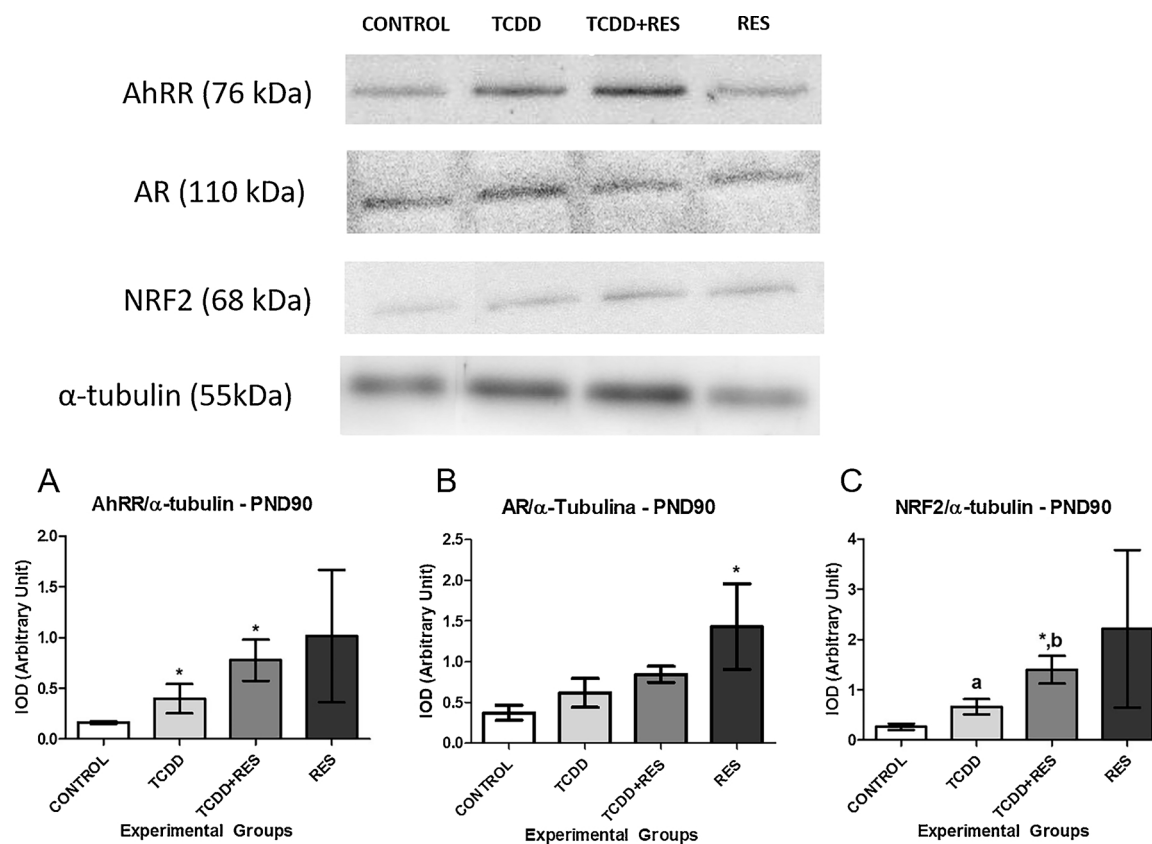 CONTROL TCDD TCDD+RES RES
AhRR (76 kDa)
AR (110 kDa)
NRF2 (68 kDa)
α-tubulin (55kDa)
A
AhRR/α-tubulin - PND90
IOD (Arbitrary Unit)
2.0
1.5
1.0
0.5
0.0
* *
CONTROL TCDD TCDD+RES RES
Experimental Groups
B
AR/α-Tubulina - PND90
IOD (Arbitrary Unit)
2.5
2.0
1.5
1.0
0.5
0.0
*
CONTROL TCDD TCDD+RES RES
Experimental Groups
C
NRF2/α-tubulin - PND90
IOD (Arbitrary Unit)
4
3
2
1
0
a *,b
CONTROL TCDD TCDD+RES RES
Experimental Groups